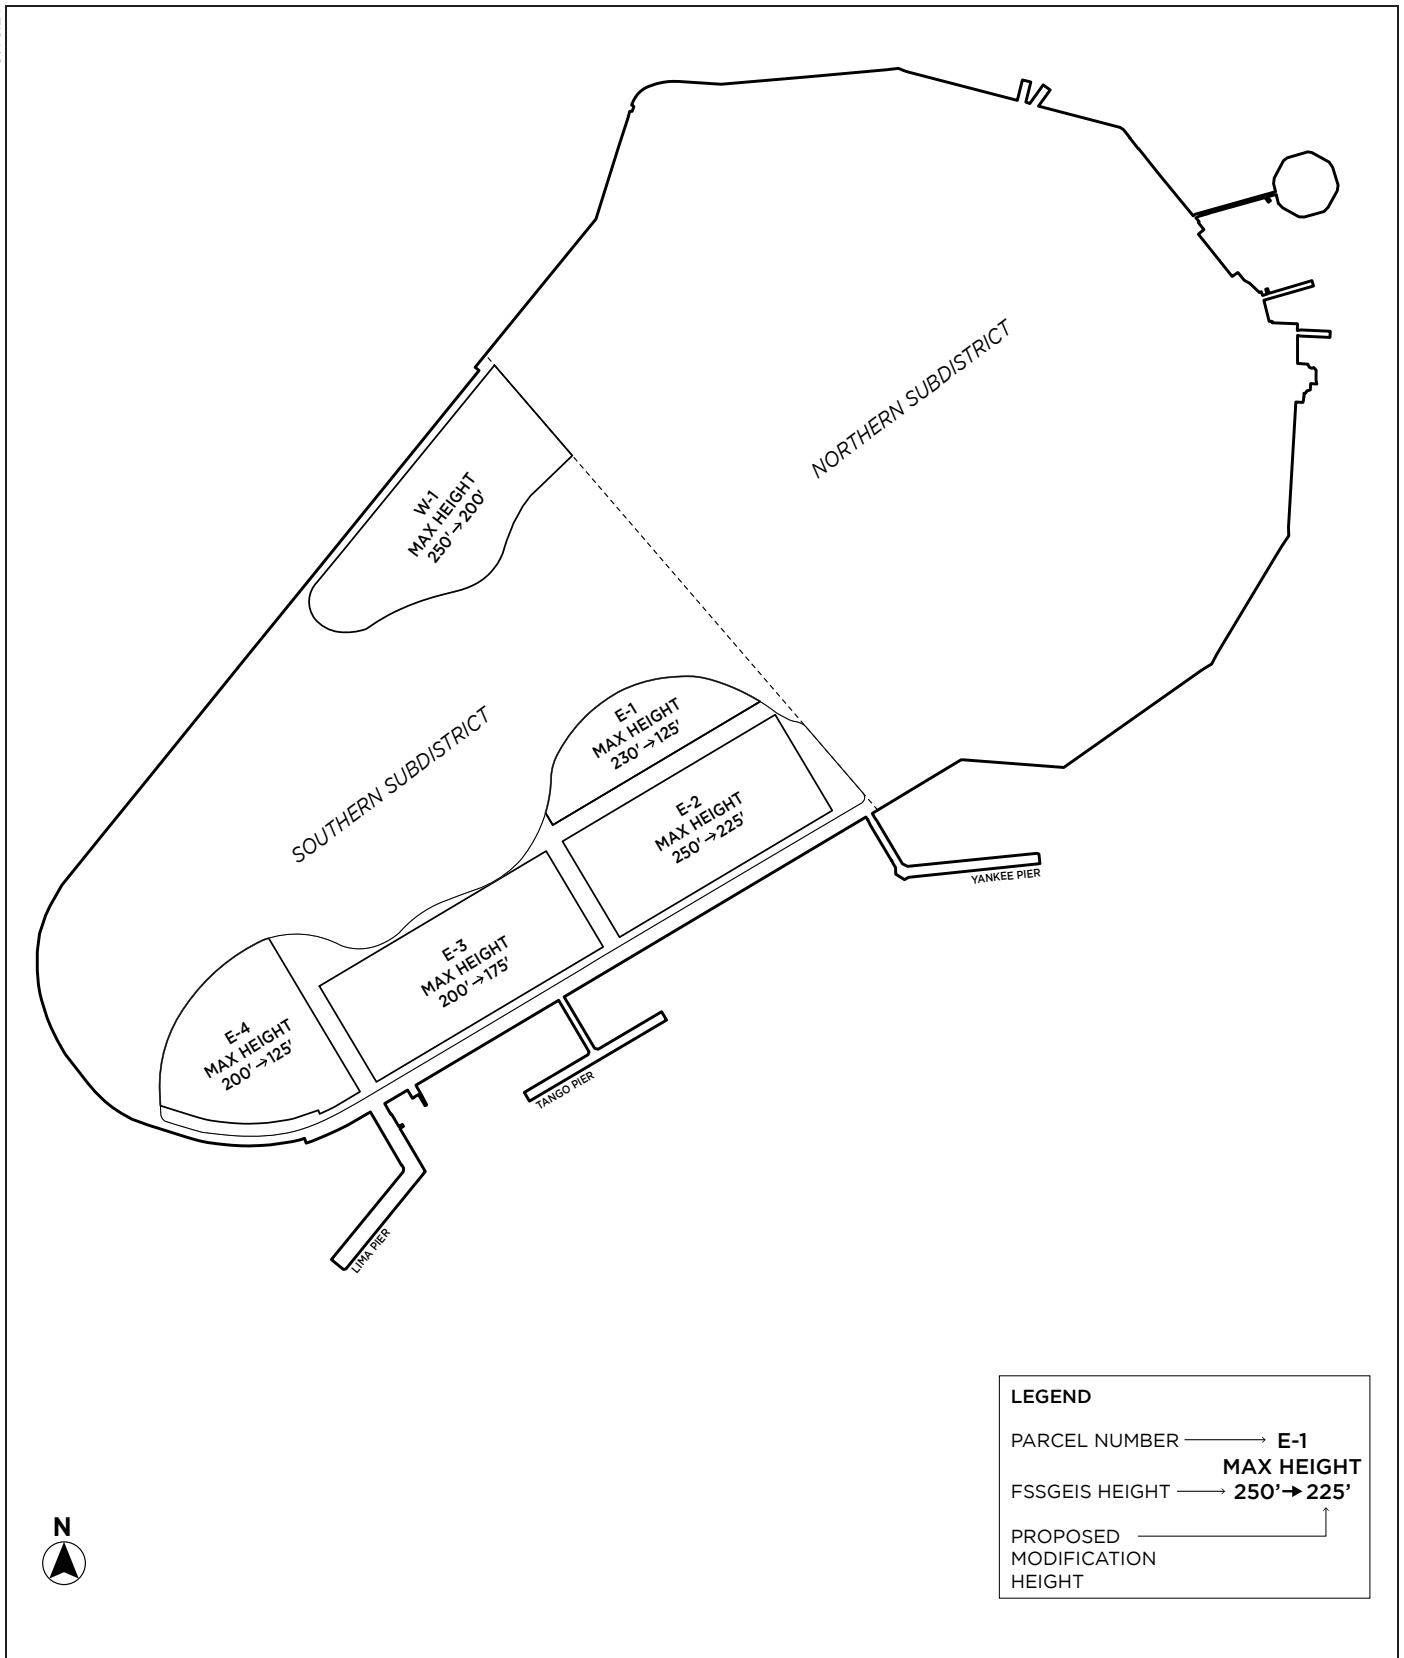 NORTHERN SUBDISTRICT
W-1
MAX HEIGHT
250' → 200'
SOUTHERN SUBDISTRICT
E-1
MAX HEIGHT
230' → 125'
E-2
MAX HEIGHT
250' → 225'
YANKEE PIER
E-3
MAX HEIGHT
200' → 175'
E-4
MAX HEIGHT
200' → 125'
TANGO PIER
LIMA PIER
LEGEND
PARCEL NUMBER → E-1
MAX HEIGHT
FSSGEIS HEIGHT → 250’→ 225’
PROPOSED
MODIFICATION
HEIGHT
N